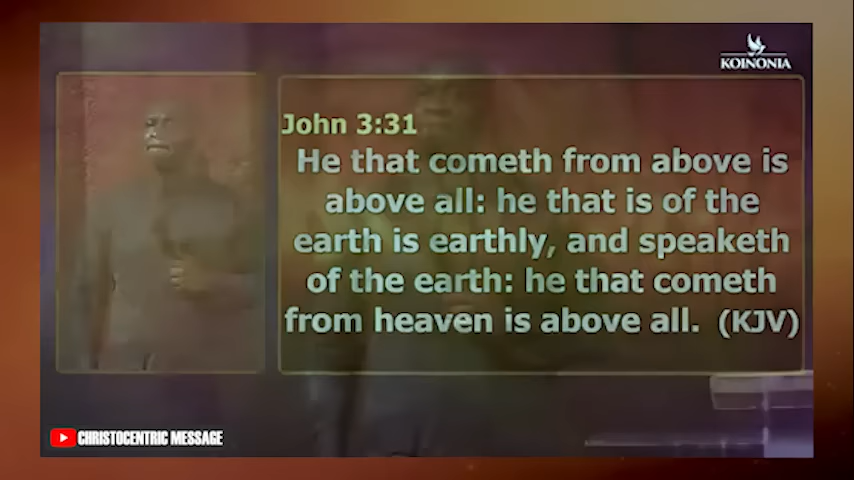 KOINONIA
John 3:31
He that cometh from above is
above all: he that is of the
earth is earthly, and speaketh
of the earth: he that cometh
from heaven is above all. (KJV)
CHRISTOCENTRIC MESSAGE